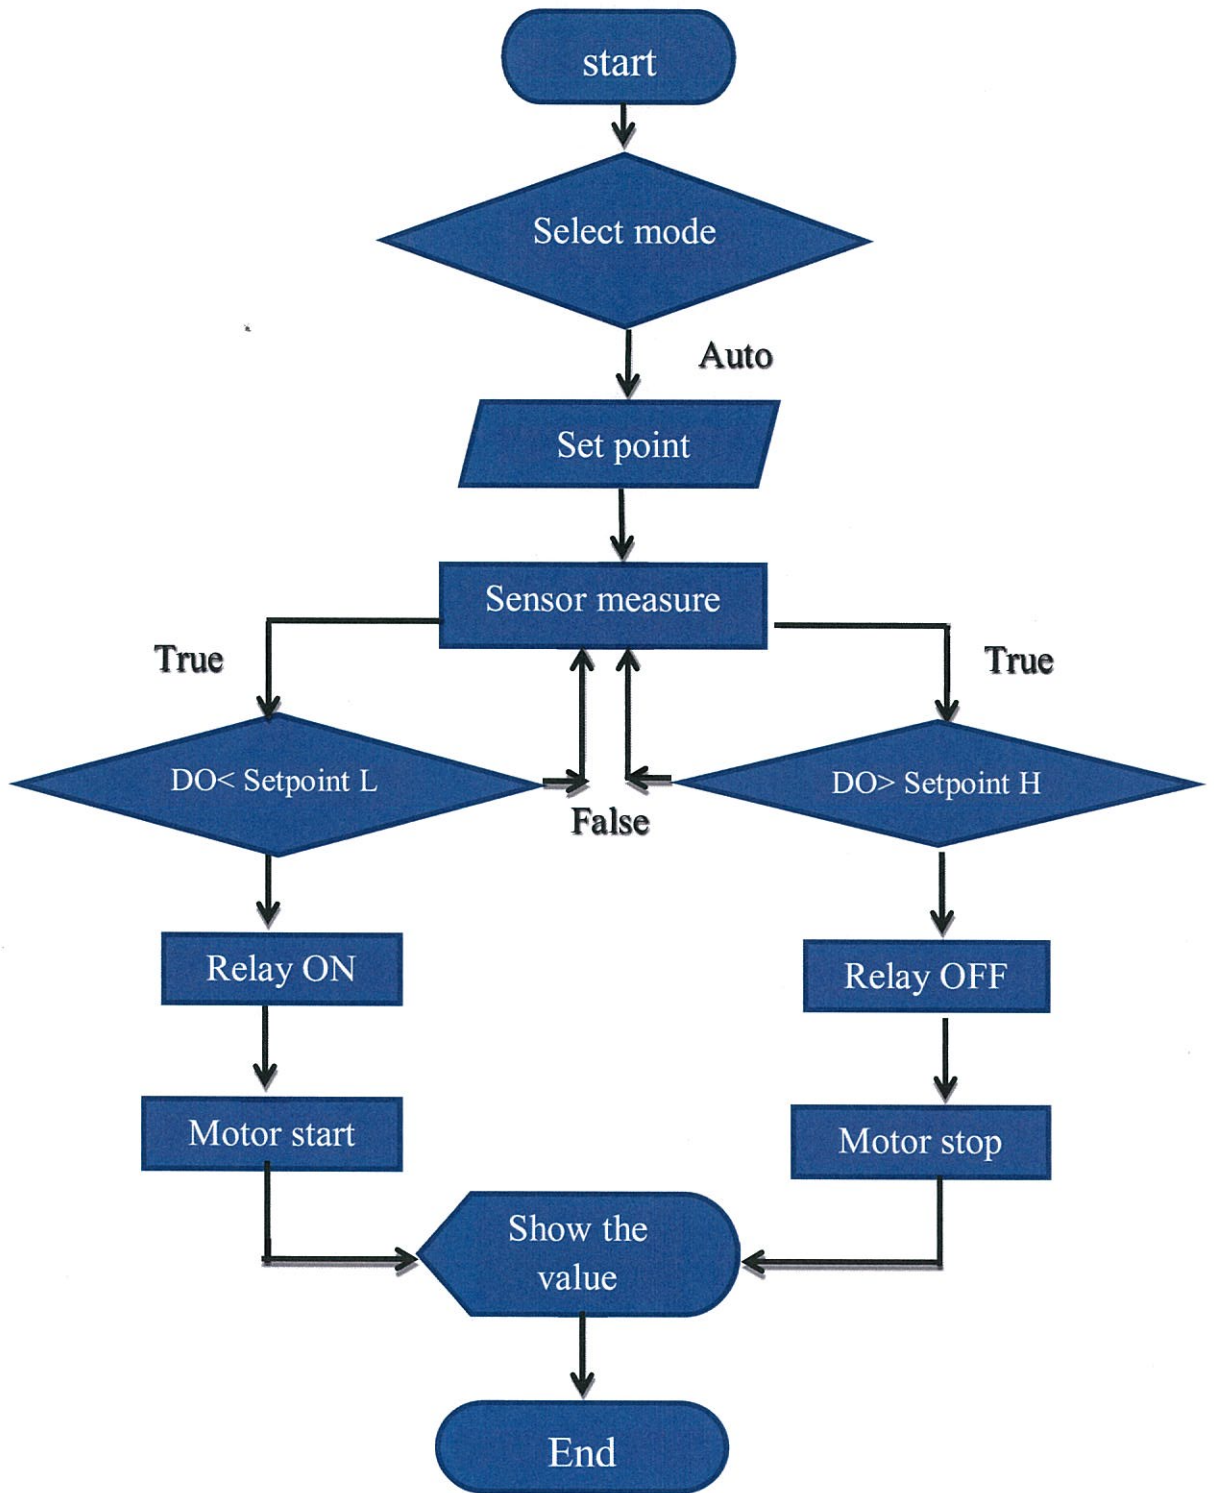 start
Select mode
Auto
Set point
Sensor measure
True
True
DO< Setpoint L
DO> Setpoint H
False
Relay ON
Relay OFF
Motor start
Motor stop
Show the
value
End